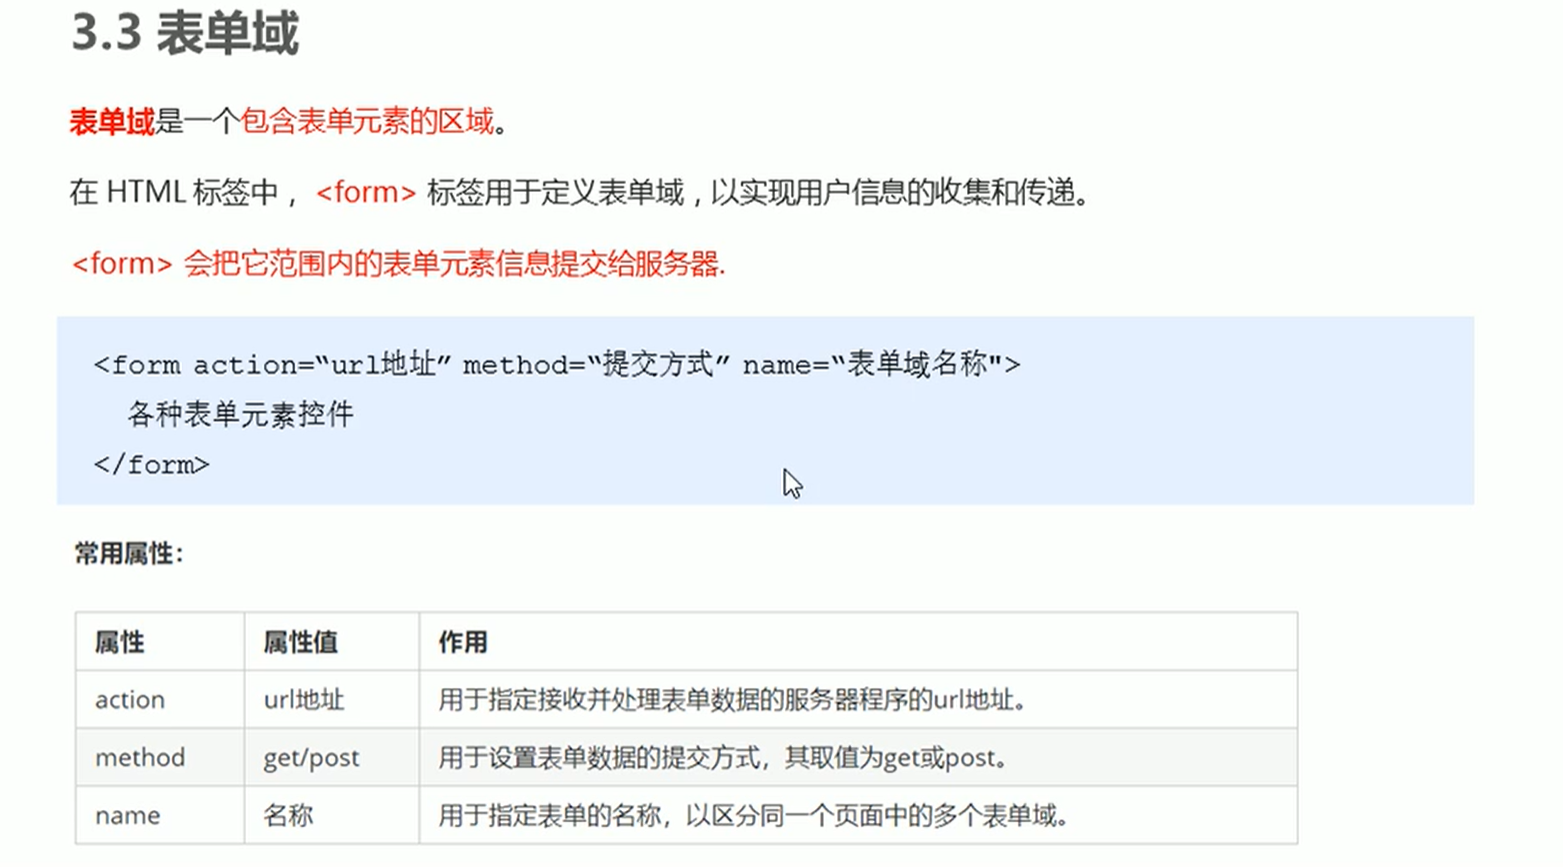 3.3 表单域
表单域是一个包含表单元素的区域。
在 HTML 标签中， <form> 标签用于定义表单域 , 以实现用户信息的收集和传递。
<form> 会把它范围内的表单元素信息提交给服务器.
<form action=“url地址” method=“提交方式” name=“表单域名称">
各种表单元素控件
</form>
常用属性：
属性 属性值 作用
action url地址 用于指定接收并处理表单数据的服务器程序的url地址。
method get/post 用于设置表单数据的提交方式，其取值为get或post。
name 名称 用于指定表单的名称，以区分同一个页面中的多个表单域。